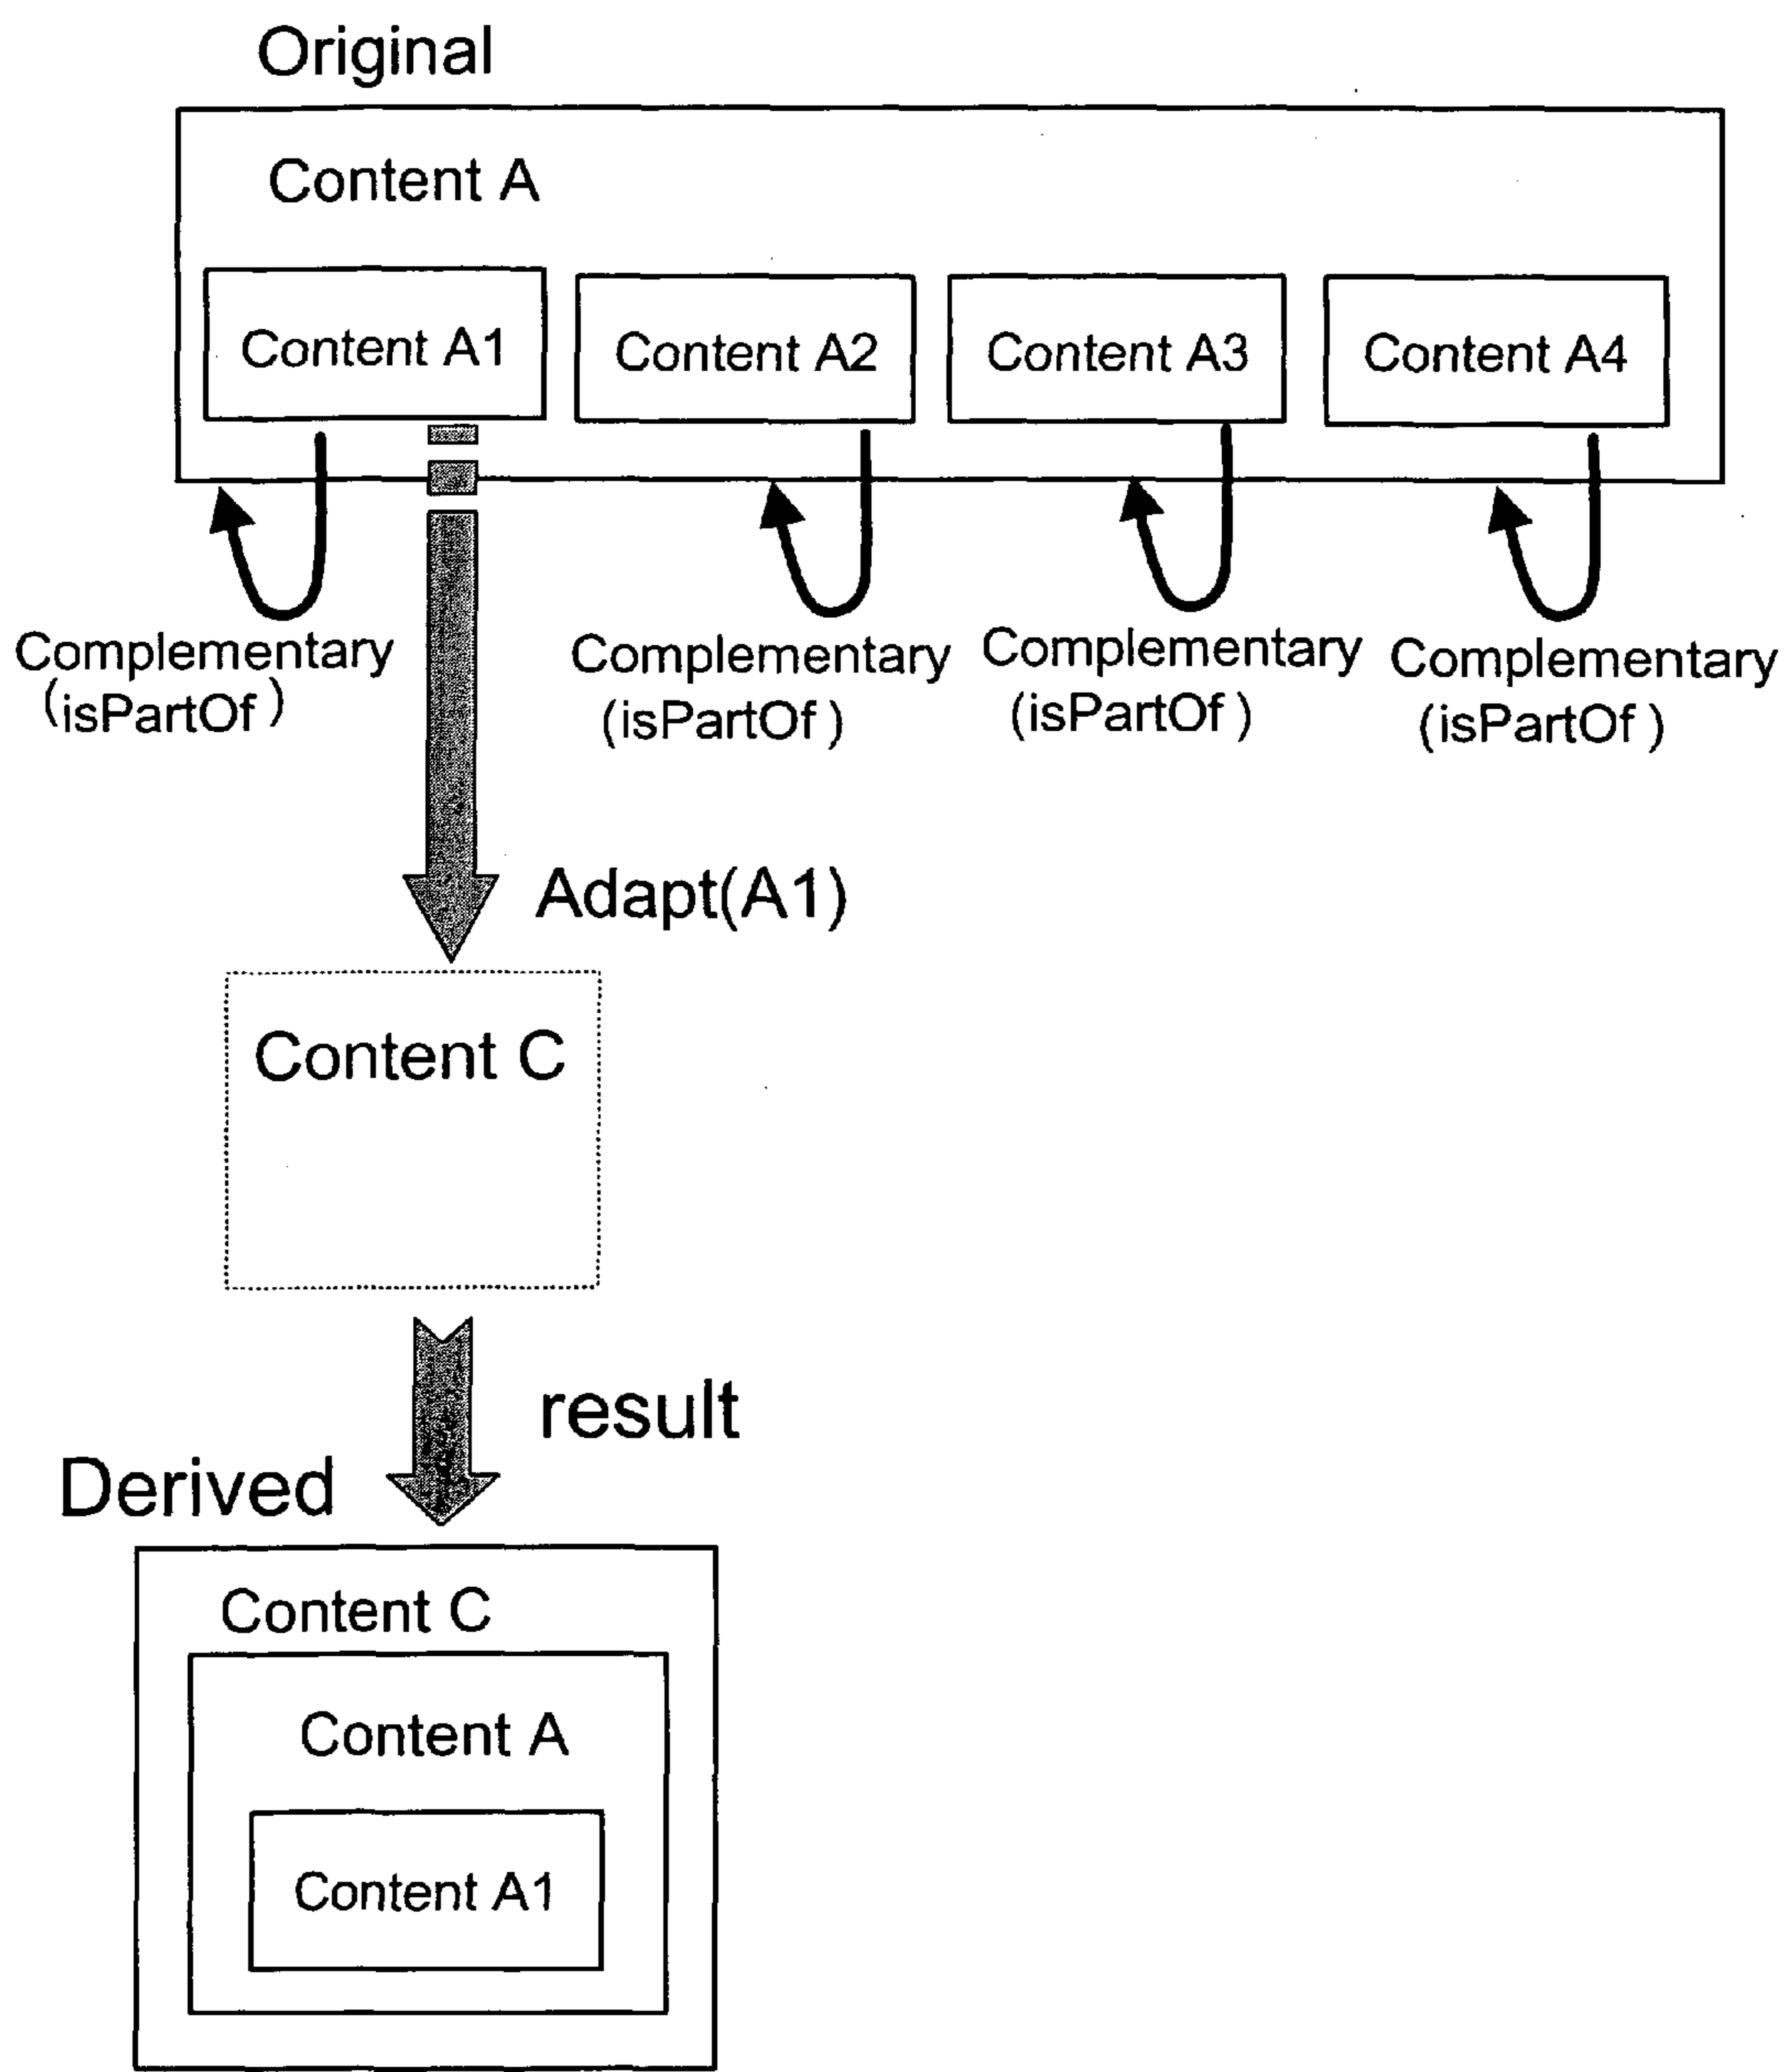 Original
Content A
Content A1
Content A2
Content A3
Content A4
Complementary
(isPartOf)
Complementary
(isPartOf)
Complementary
(isPartOf)
Complementary
(isPartOf)
Adapt(A1)
Content C
result
Derived
Content C
Content A
Content A1